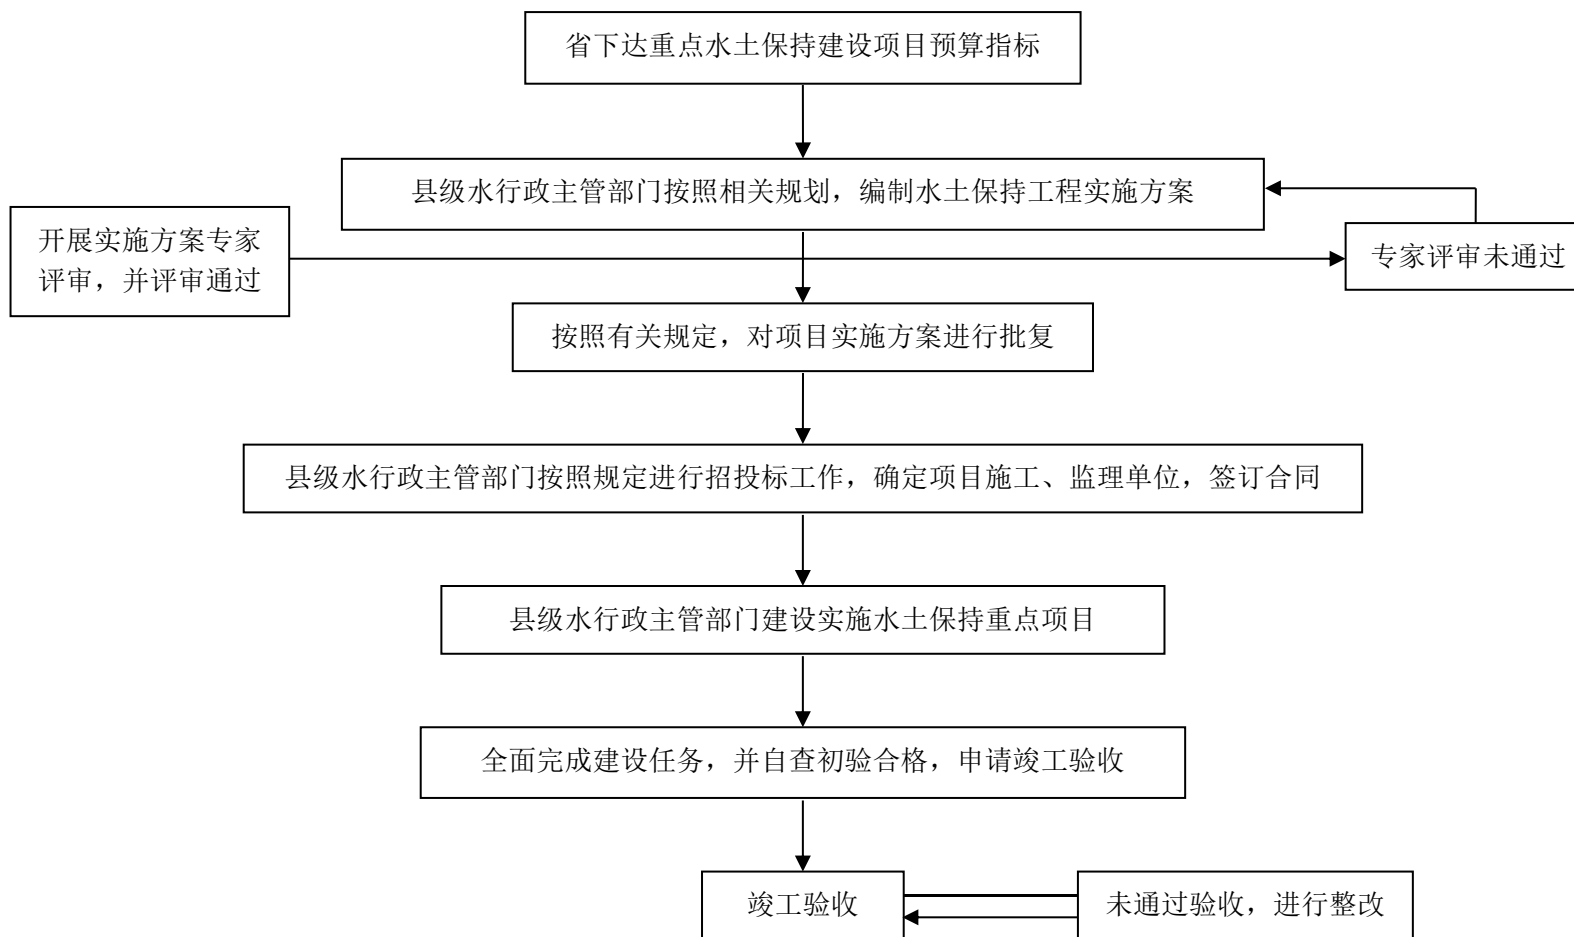 省下达重点水土保持建设项目预算指标
县级水行政主管部门按照相关规划，编制水土保持工程实施方案
开展实施方案专家
评审，并评审通过
专家评审未通过
按照有关规定，对项目实施方案进行批复
县级水行政主管部门按照规定进行招投标工作，确定项目施工、监理单位，签订合同
县级水行政主管部门建设实施水土保持重点项目
全面完成建设任务，并自查初验合格，申请竣工验收
竣工验收
未通过验收，进行整改